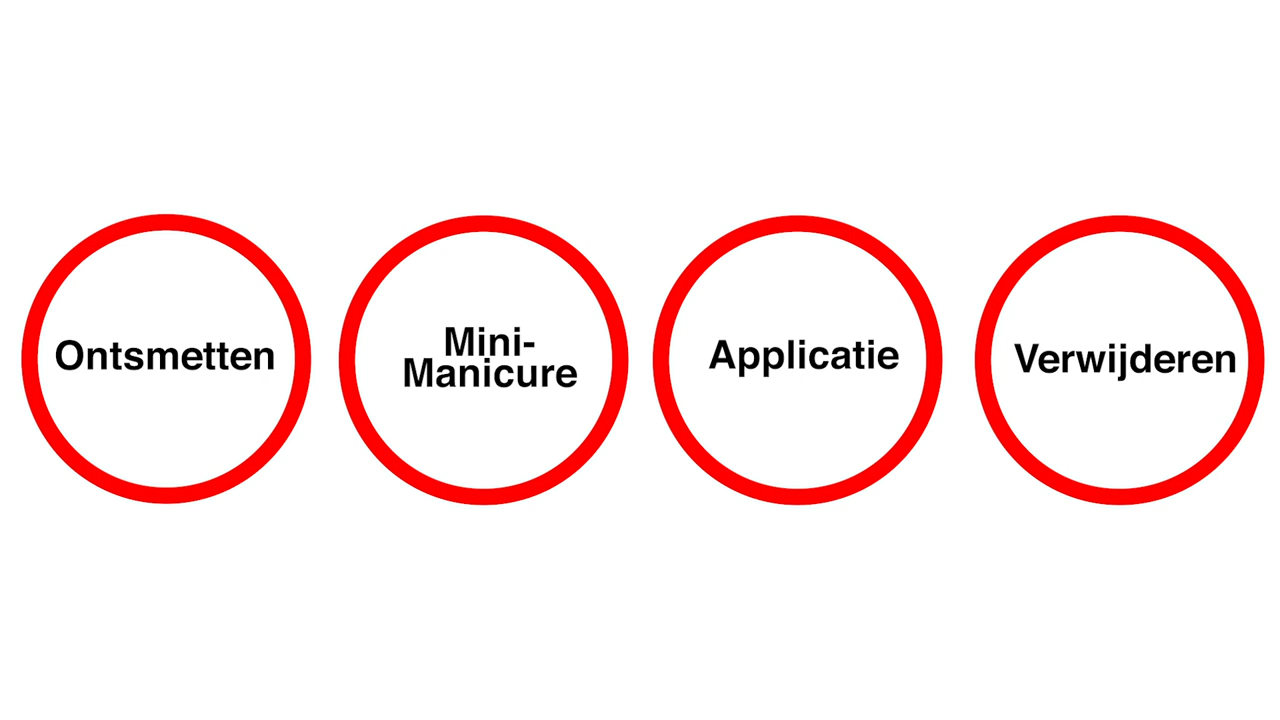 Ontsmetten
Mini-
Manicure
Applicatie
Verwijderen